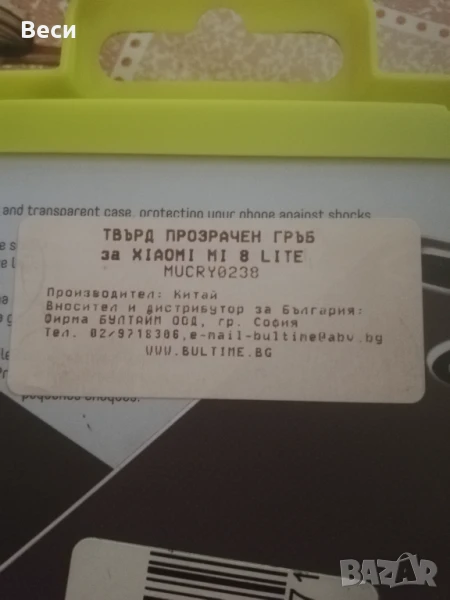 Веси
and transparent case, protecting your phone against shocks
ТВЪРД ПРОЗРАЧЕН ГРЪБ
за XIAOMI MI 8 LITE
MUCRY0238
Производител: Китай
Вносител и дистрибутор за България:
Фирма БУЛТАЙМ ООД, гр. София
Тел. 02/9718306,e-mail-bultime@abv.bg
WWW.BULTIME.BG
BAZAR